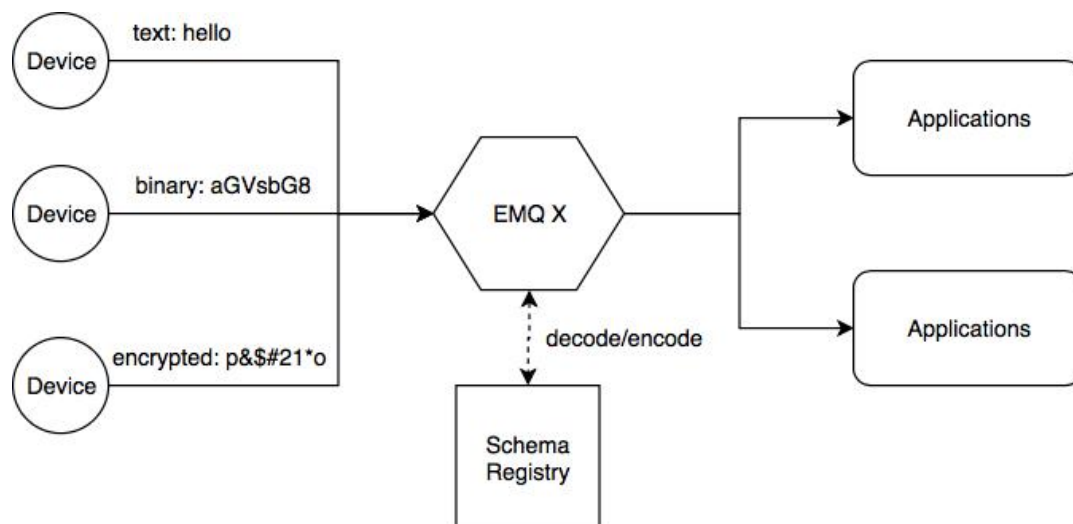 text: hello
Device
Applications
binary: aGVsbG8
Device
EMQ X
decode/encode
encrypted: p&$#21*o
Device
Applications
Schema
Registry